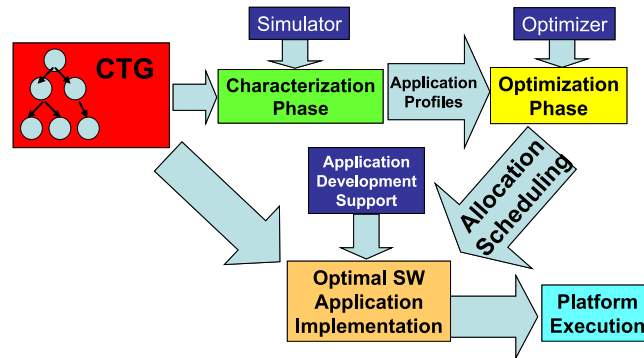 Simulator
Optimizer
CTG
Characterization
Phase
Application
Profiles
Optimization
Phase
Application
Development
Support
Allocation
Scheduling
Optimal SW
Application
Implementation
Platform
Execution